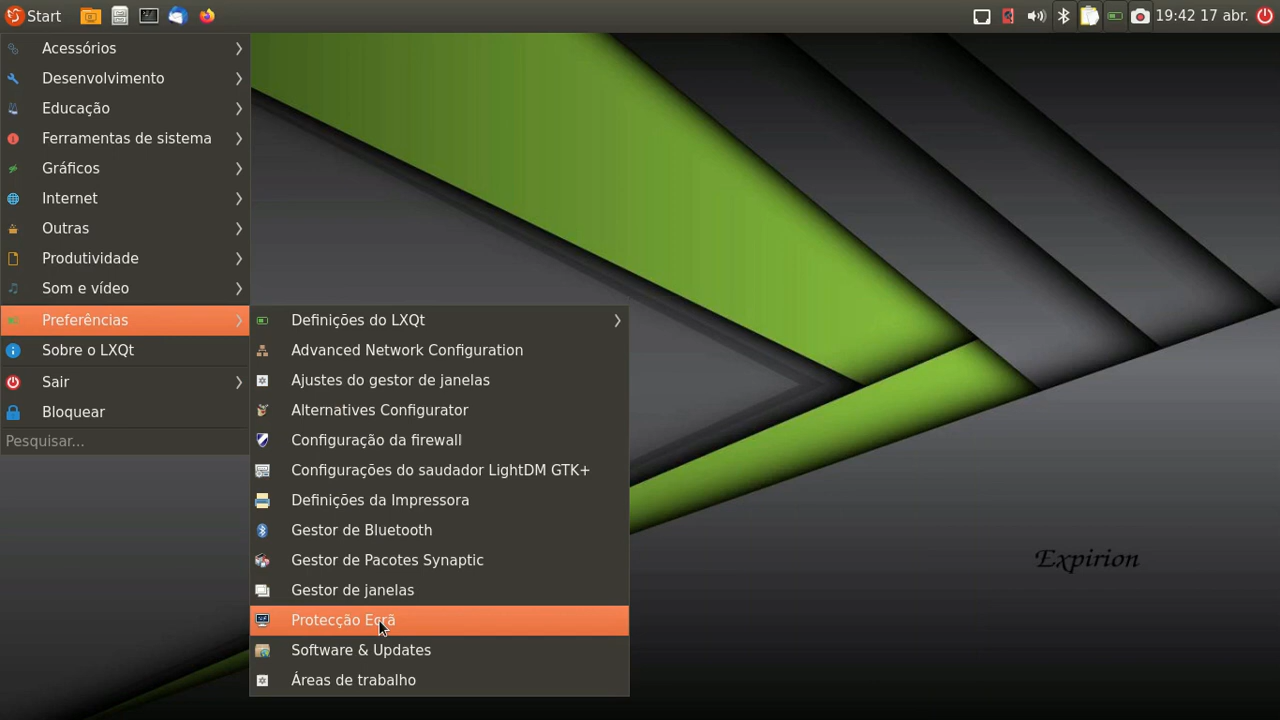 Start
19:42 17 abr.
Acessórios
Desenvolvimento
Educação
Ferramentas de sistema
Gráficos
Internet
Outras
Produtividade
Som e vídeo
Preferências
Sobre o LXQt
Sair
Bloquear
Pesquisar...
Definições do LXQt
Advanced Network Configuration
Ajustes do gestor de janelas
Alternatives Configurator
Configuração da firewall
Configurações do saudador LightDM GTK+
Definições da Impressora
Gestor de Bluetooth
Gestor de Pacotes Synaptic
Gestor de janelas
Protecção Ecrã
Software & Updates
Áreas de trabalho
Expirion